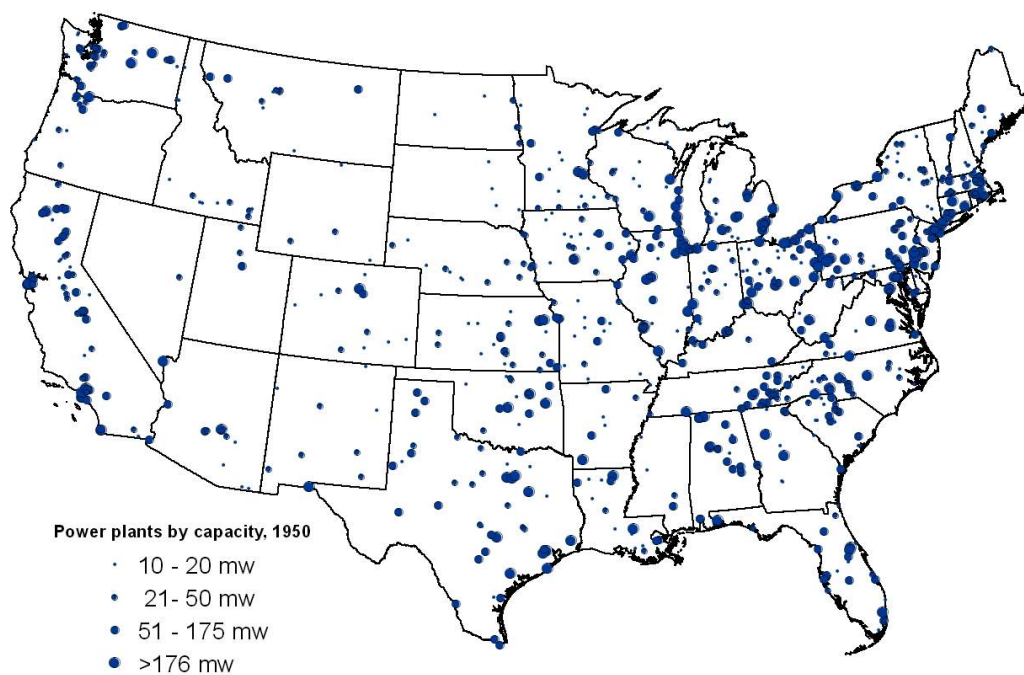 Power plants by capacity, 1950
10 - 20 mw
21- 50 mw
51 - 175 mw
>176 mw